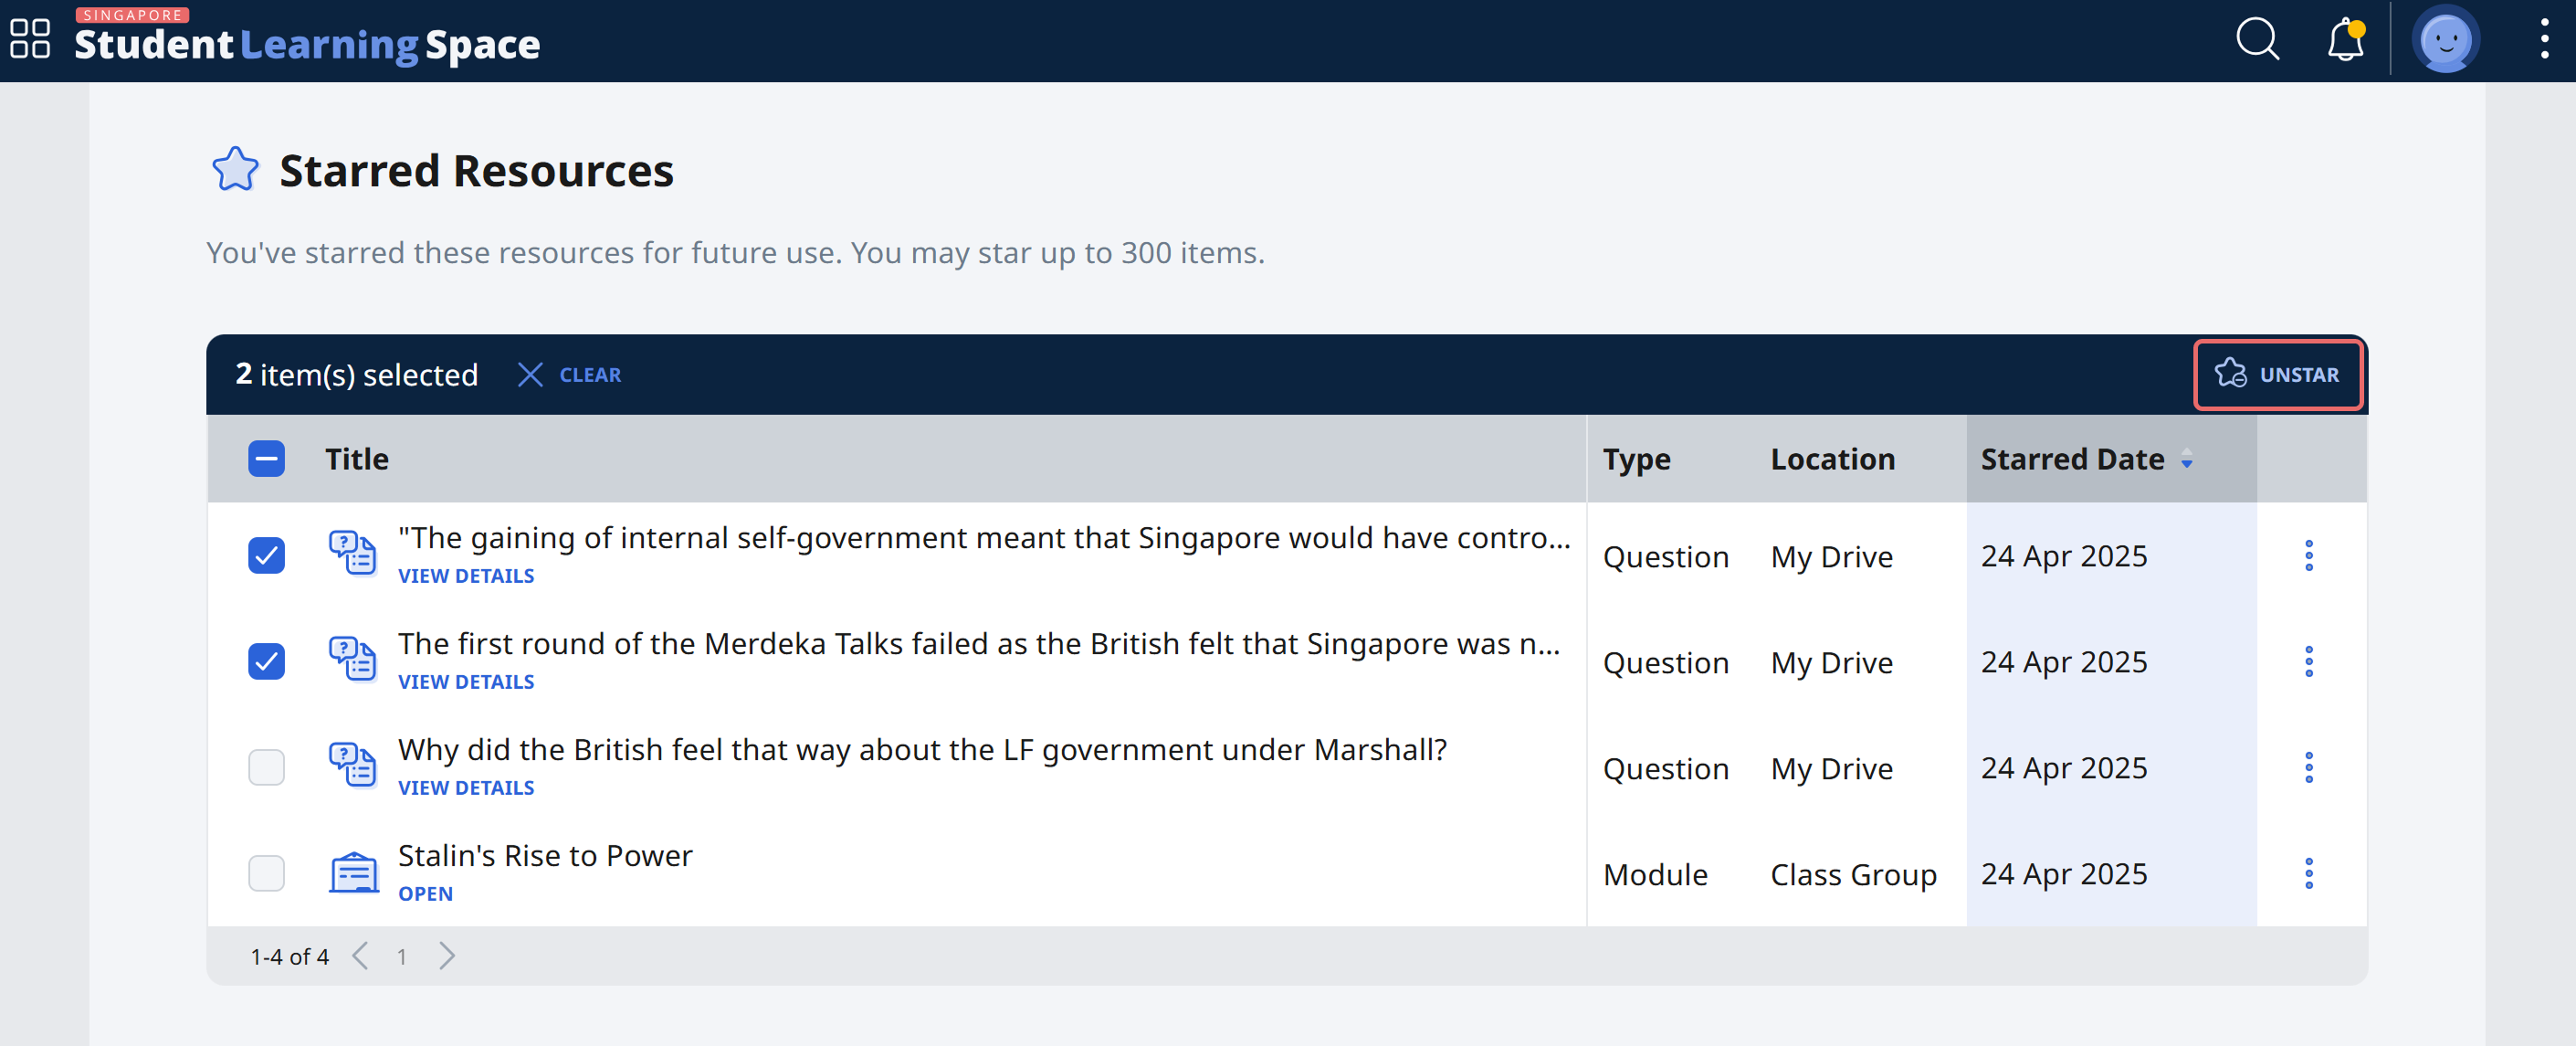 SINGAPORE
Student Learning Space
Starred Resources
You've starred these resources for future use. You may star up to 300 items.
2 item(s) selected CLEAR UNSTAR
Title Type Location Starred Date
"The gaining of internal self-government meant that Singapore would have contro... Question My Drive 24 Apr 2025
VIEW DETAILS
The first round of the Merdeka Talks failed as the British felt that Singapore was n... Question My Drive 24 Apr 2025
VIEW DETAILS
Why did the British feel that way about the LF government under Marshall? Question My Drive 24 Apr 2025
VIEW DETAILS
Stalin's Rise to Power Module Class Group 24 Apr 2025
OPEN
1-4 of 4 1